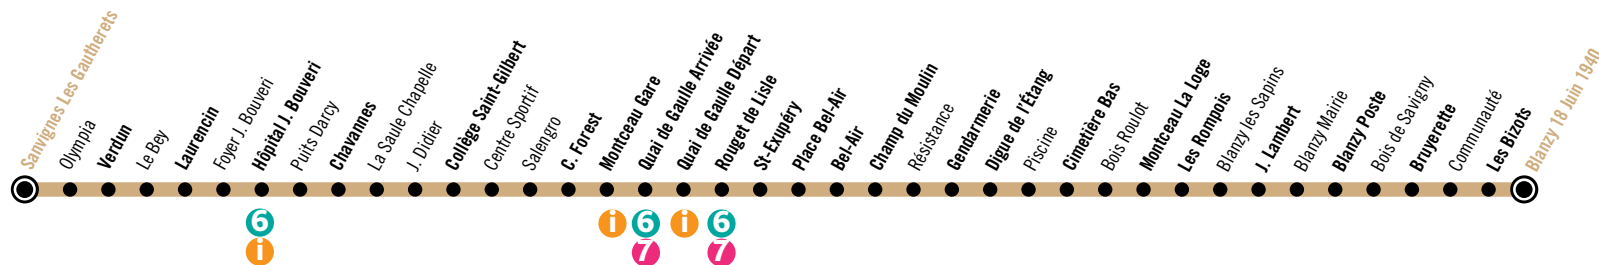 Sanvignes Les Gautherets
Olympia
Verdun
Le Bey
Laurencin
Foyer J. Bouveri
Hôpital J. Bouveri
Puits Darcy
Chavannes
La Saule Chapelle
J. Didier
Collège Saint-Gilbert
Centre Sportif
Salengro
C. Forest
Montceau Gare
Quai de Gaulle Arrivée
Quai de Gaulle Départ
Rouget de Lisle
St-Exupéry
Place Bel-Air
Bel-Air
Champ du Moulin
Résistance
Gendarmerie
Digue de l'Étang
Piscine
Cimetière Bas
Bois Roulot
Montceau La Loge
Les Rompois
Blanzy les Sapins
J. Lambert
Blanzy Mairie
Blanzy Poste
Bois de Savigny
Bruyerette
Communauté
Les Bizots
Blanzy 18 Juin 1940
6
i
i
6
7
i
6
7